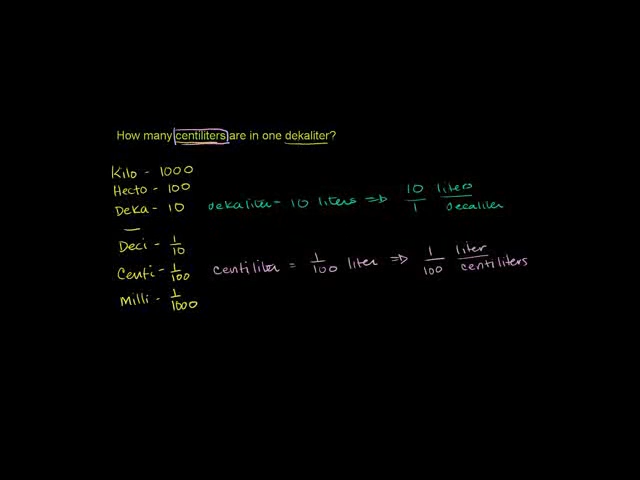 How many centiliters are in one dekaliter?
Kilo - 1000
Hecto - 100
Deka - 10 dekaliter - 10 liters ⇒ 10/1 liters/decaliter
Deci - 1/10
Centi - 1/100 centiliter = 1/100 liter ⇒ 1/100 liter/centiliters
Milli - 1/1000